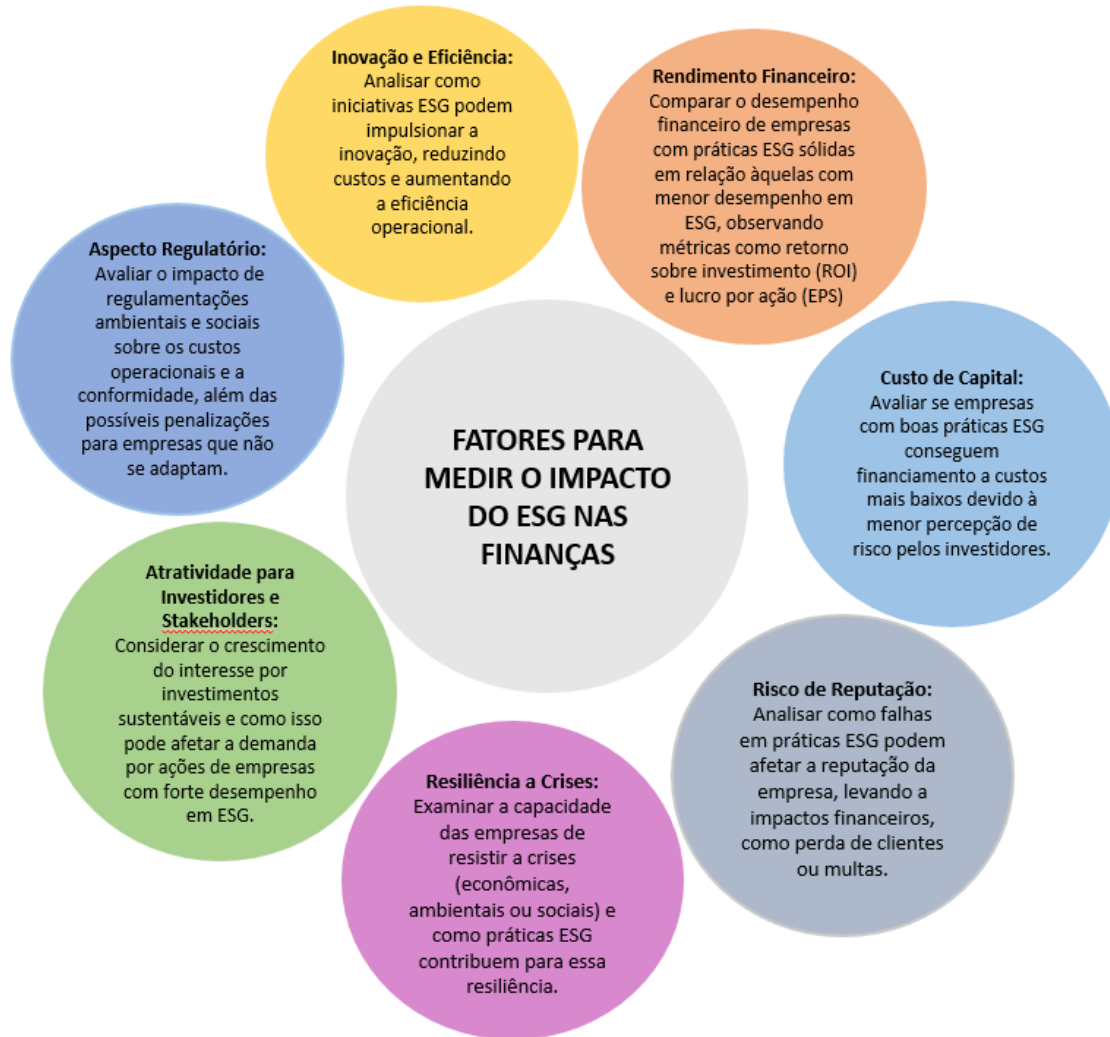 Inovação e Eficiência:
Analisar como
iniciativas ESG podem
impulsionar a
inovação, reduzindo
custos e aumentando
a eficiência
operacional.
Rendimento Financeiro:
Comparar o desempenho
financeiro de empresas
com práticas ESG sólidas
em relação àquelas com
menor desempenho em
ESG, observando
métricas como retorno
sobre investimento (ROI)
e lucro por ação (EPS)
Aspecto Regulatório:
Avaliar o impacto de
regulamentações
ambientais e sociais
sobre os custos
operacionais e a
conformidade, além das
possíveis penalizações
para empresas que não
se adaptam.
FATORES PARA
MEDIR O IMPACTO
DO ESG NAS
FINANÇAS
Custo de Capital:
Avaliar se empresas
com boas práticas ESG
conseguem
financiamento a custos
mais baixos devido à
menor percepção de
risco pelos investidores.
Atratividade para
Investidores e
Stakeholders:
Considerar o crescimento
do interesse por
investimentos
sustentáveis e como isso
pode afetar a demanda
por ações de empresas
com forte desempenho
em ESG.
Risco de Reputação:
Analisar como falhas
em práticas ESG podem
afetar a reputação da
empresa, levando a
impactos financeiros,
como perda de clientes
ou multas.
Resiliência a Crises:
Examinar a capacidade
das empresas de
resistir a crises
(econômicas,
ambientais ou sociais) e
como práticas ESG
contribuem para essa
resiliência.